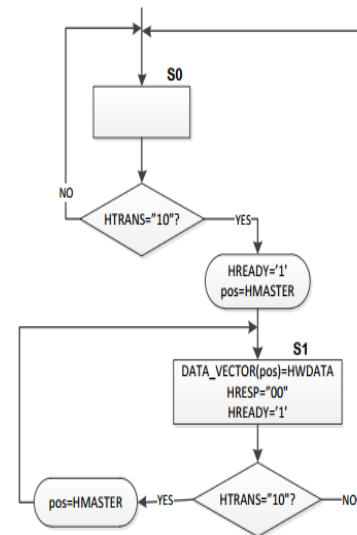 S0
HTRANS="10"?
NO
YES
HREADY='1'
pos=HMASTER
S1
DATA_VECTOR(pos)=HWDATA
HRESP="00"
HREADY='1'
HTRANS="10"?
YES
NO
pos=HMASTER